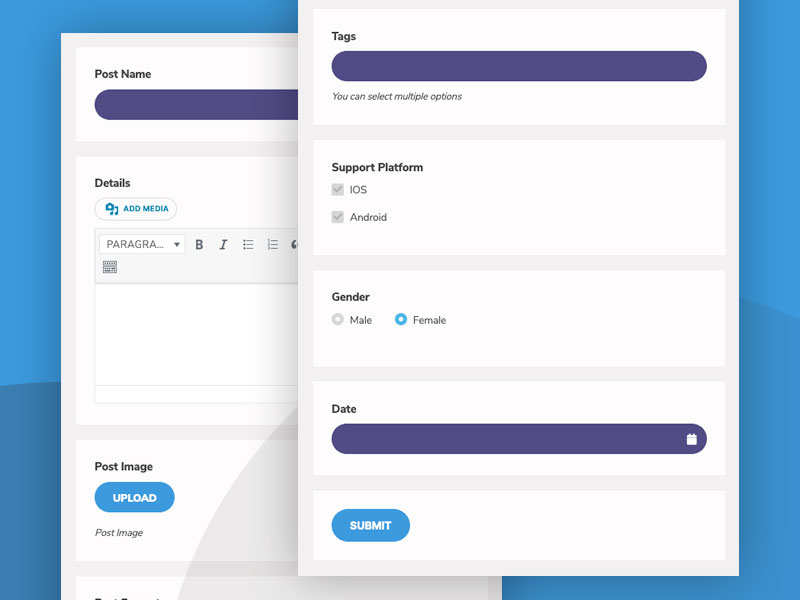 Post Name
Details
ADD MEDIA
PARAGRA...
B I
Post Image
UPLOAD
Post Image
Tags
You can select multiple options
Support Platform
IOS
Android
Gender
Male Female
Date
SUBMIT